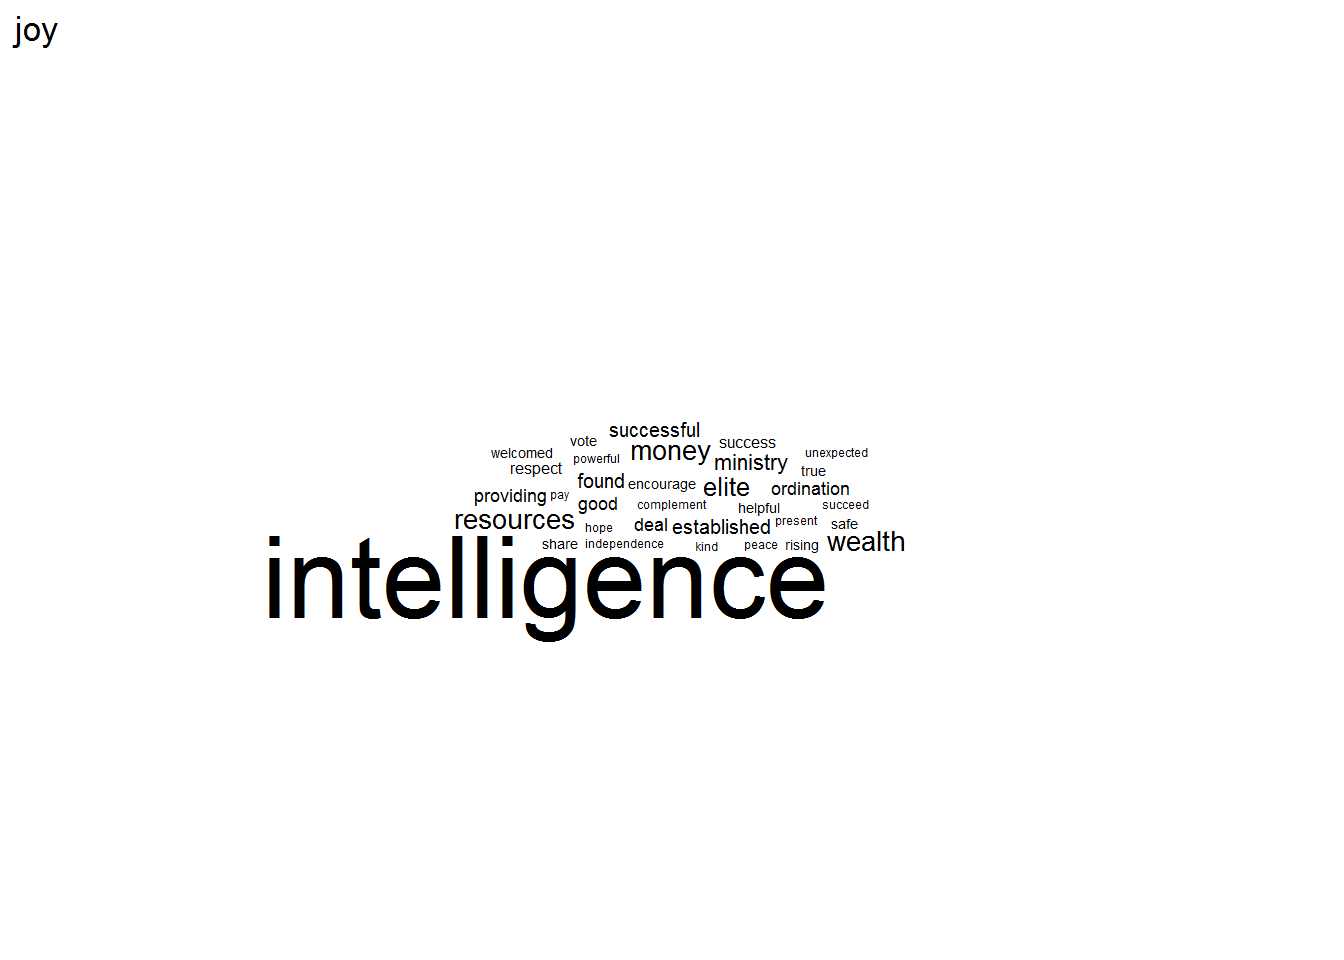 joy
successful
vote
money
success
welcomed
powerful
ministry
unexpected
respect
true
found
encourage
elite
ordination
providing
pay
good
complement
helpful
succeed
resources
hope
deal
established
present
safe
share
independence
kind
peace
rising
wealth
intelligence